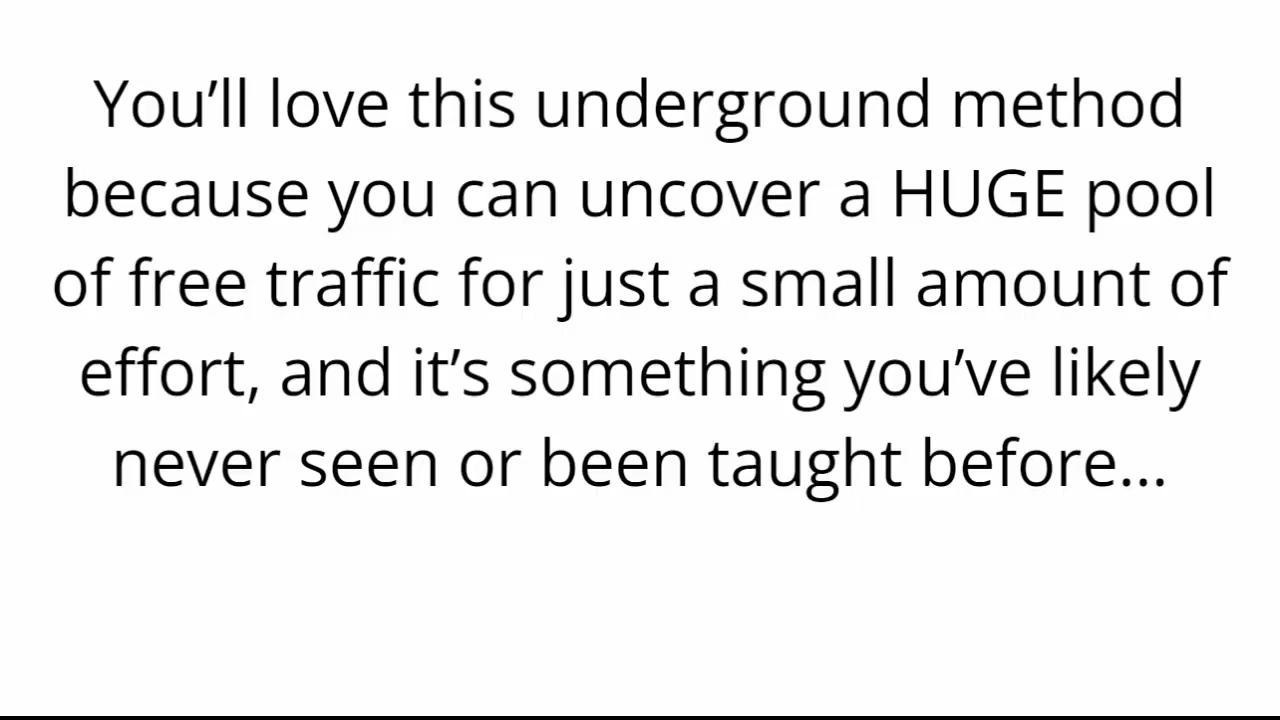 You’ll love this underground method
because you can uncover a HUGE pool
of free traffic for just a small amount of
effort, and it’s something you’ve likely
never seen or been taught before...